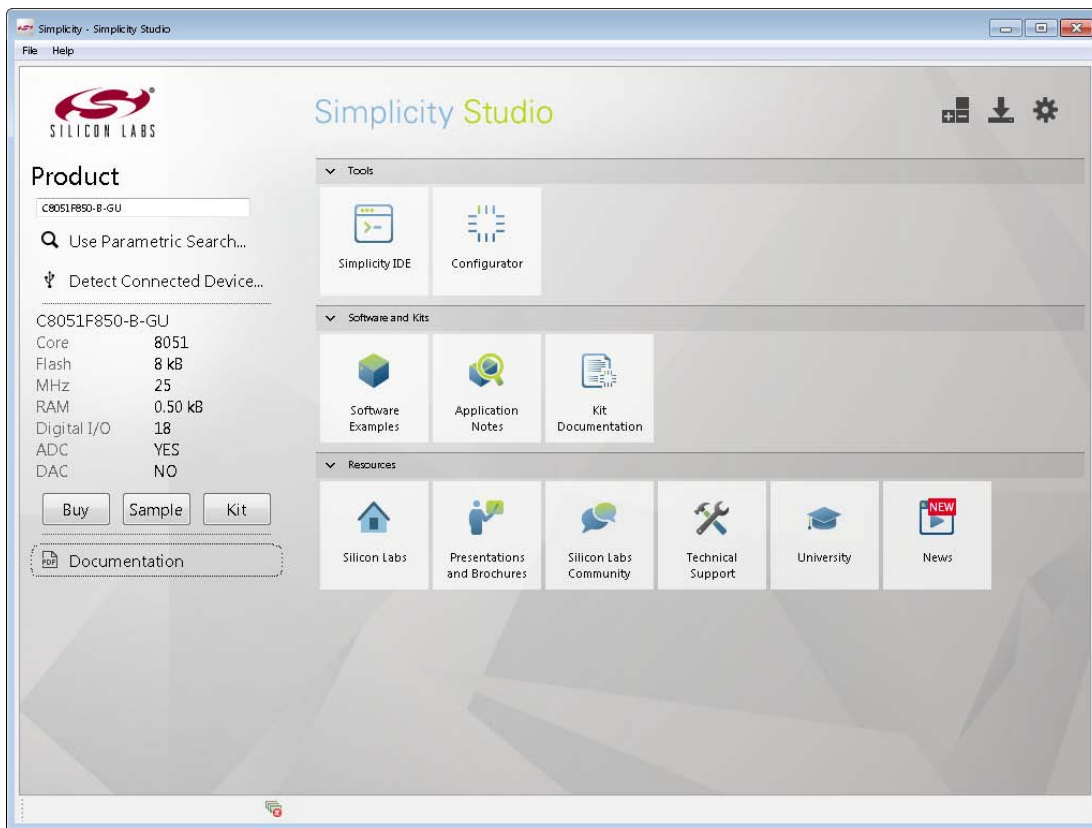 Simplicity - Simplicity Studio
File Help
SILICON LABS
Simplicity Studio
Product
C8051F850-B-GU
Use Parametric Search...
Detect Connected Device...
C8051F850-B-GU
Core 8051
Flash 8 kB
MHz 25
RAM 0.50 kB
Digital I/O 18
ADC YES
DAC NO
Buy Sample Kit
PDF Documentation
Tools
Simplicity IDE
Configurator
Software and Kits
Software
Examples
Application
Notes
Kit
Documentation
Resources
Silicon Labs
Presentations
and Brochures
Silicon Labs
Community
Technical
Support
University
NEW
News